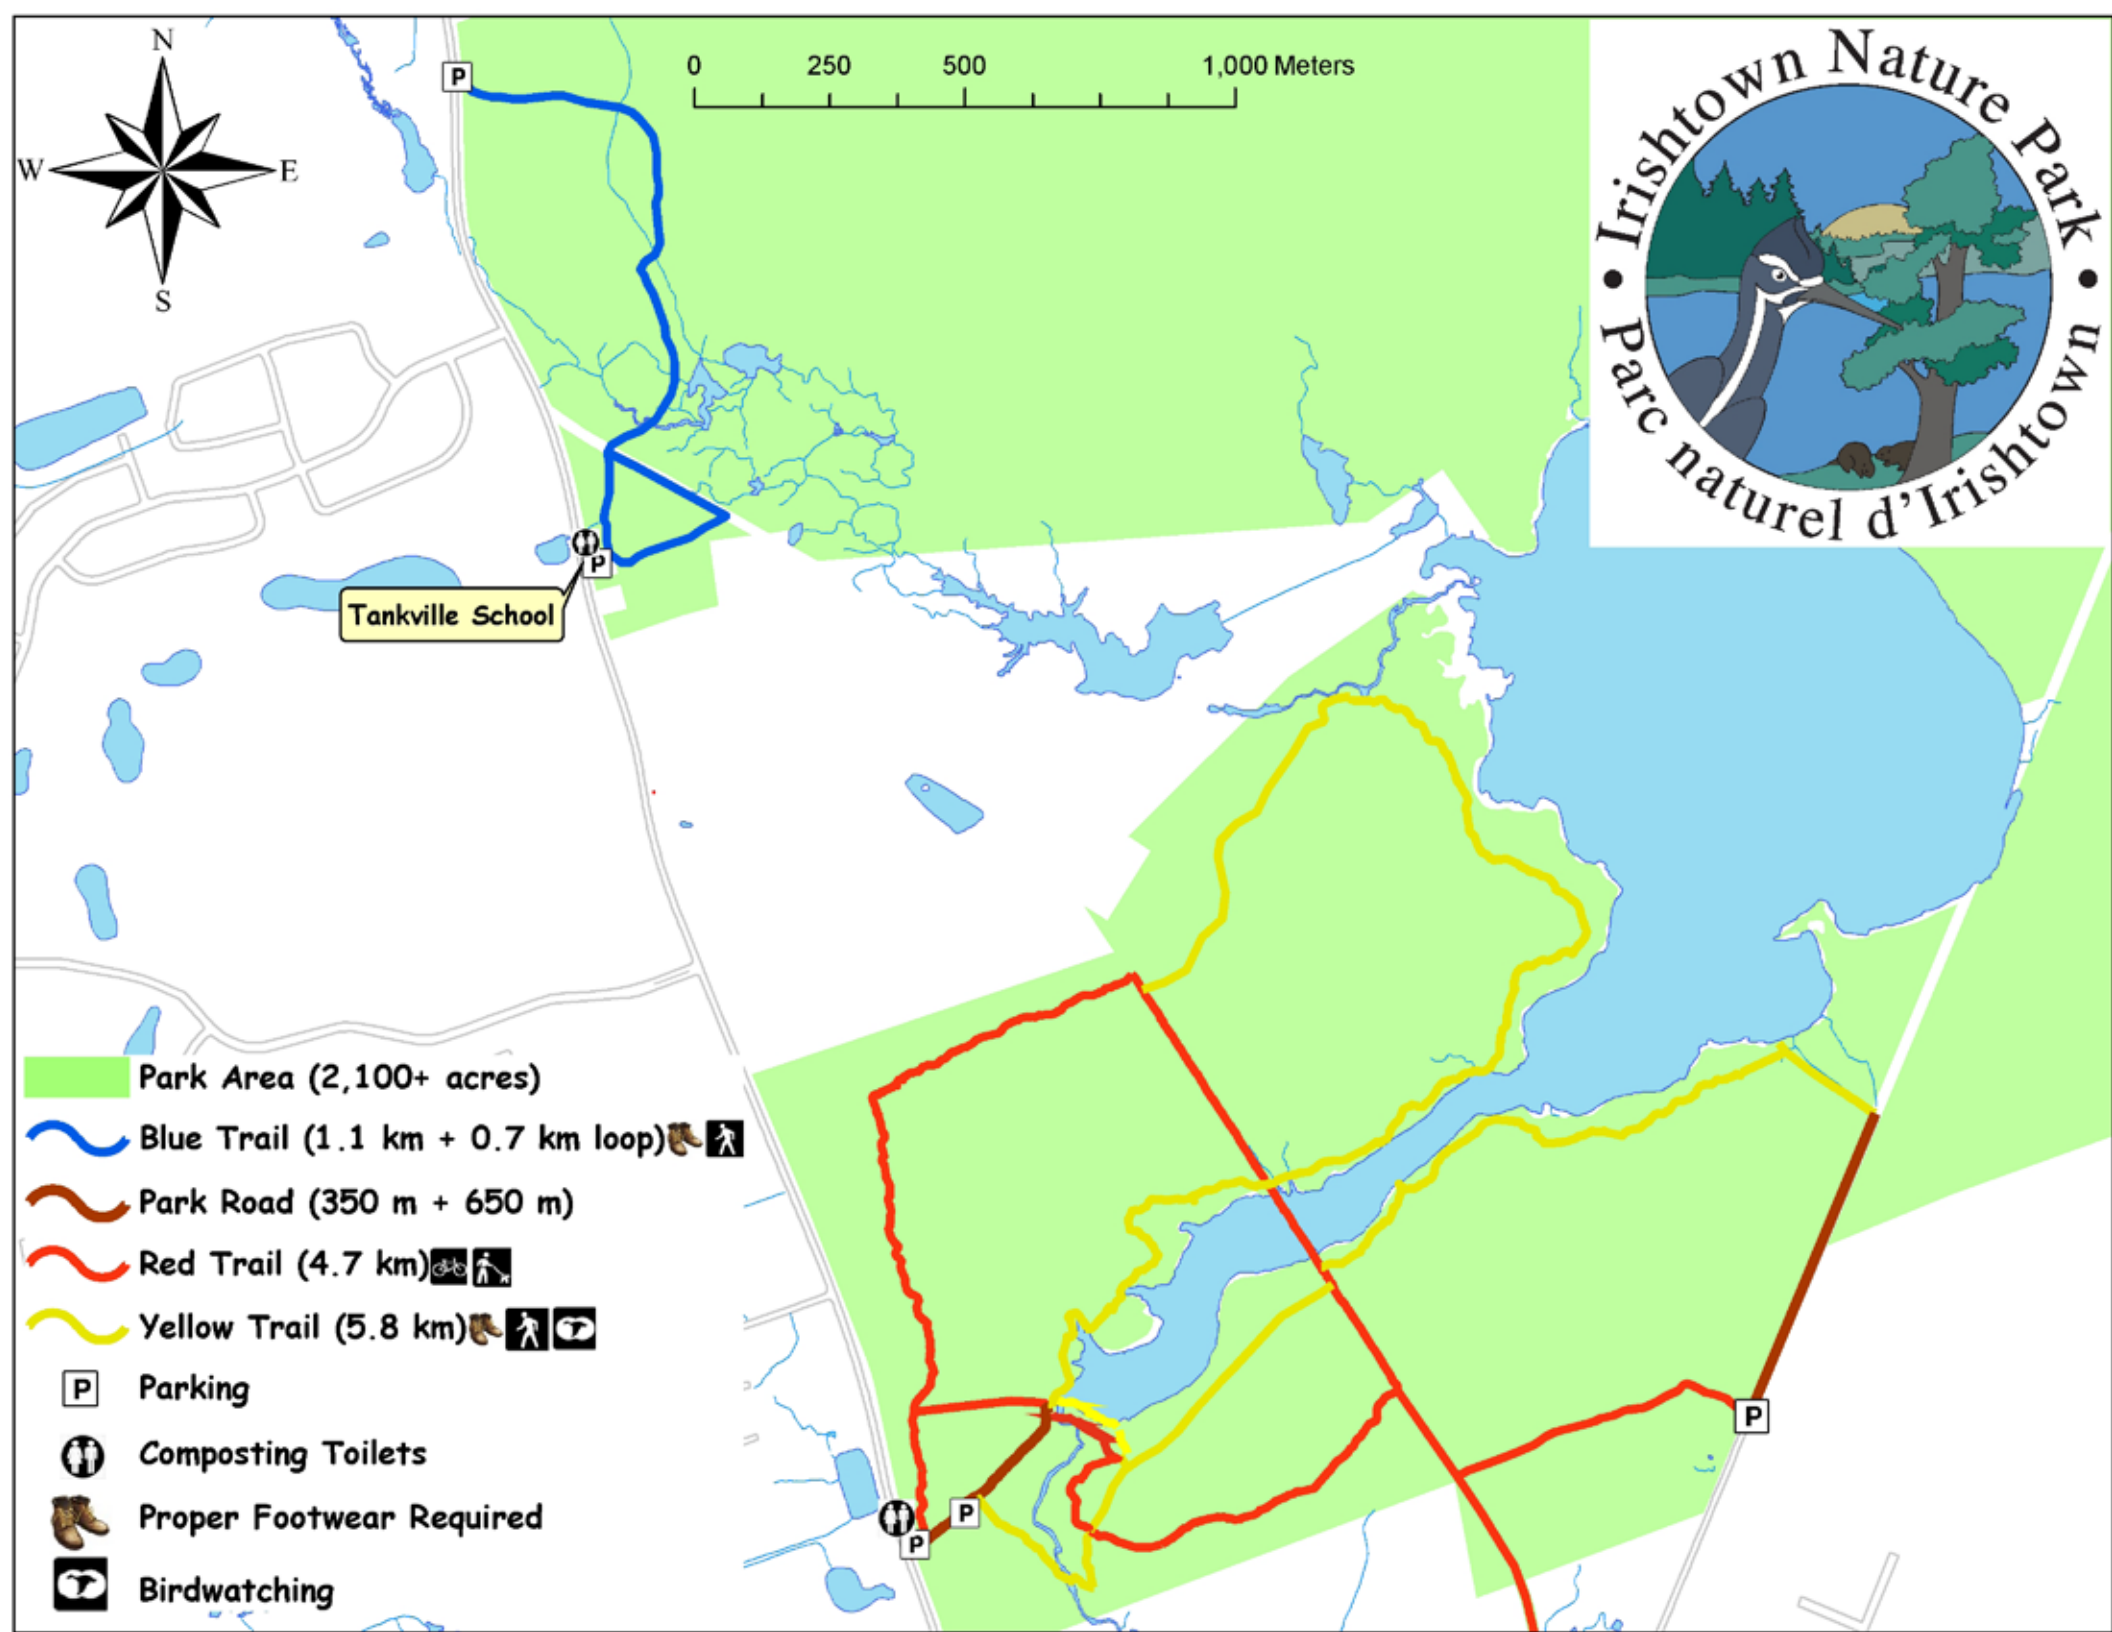 N
W
E
S
P
0 250 500 1,000 Meters
Irishtown Nature Park
Parc naturel d'Irishtown
P
Tankville School
Park Area (2,100+ acres)
Blue Trail (1.1 km + 0.7 km loop)
Park Road (350 m + 650 m)
Red Trail (4.7 km)
Yellow Trail (5.8 km)
P Parking
Composting Toilets
Proper Footwear Required
Birdwatching
P
P
P